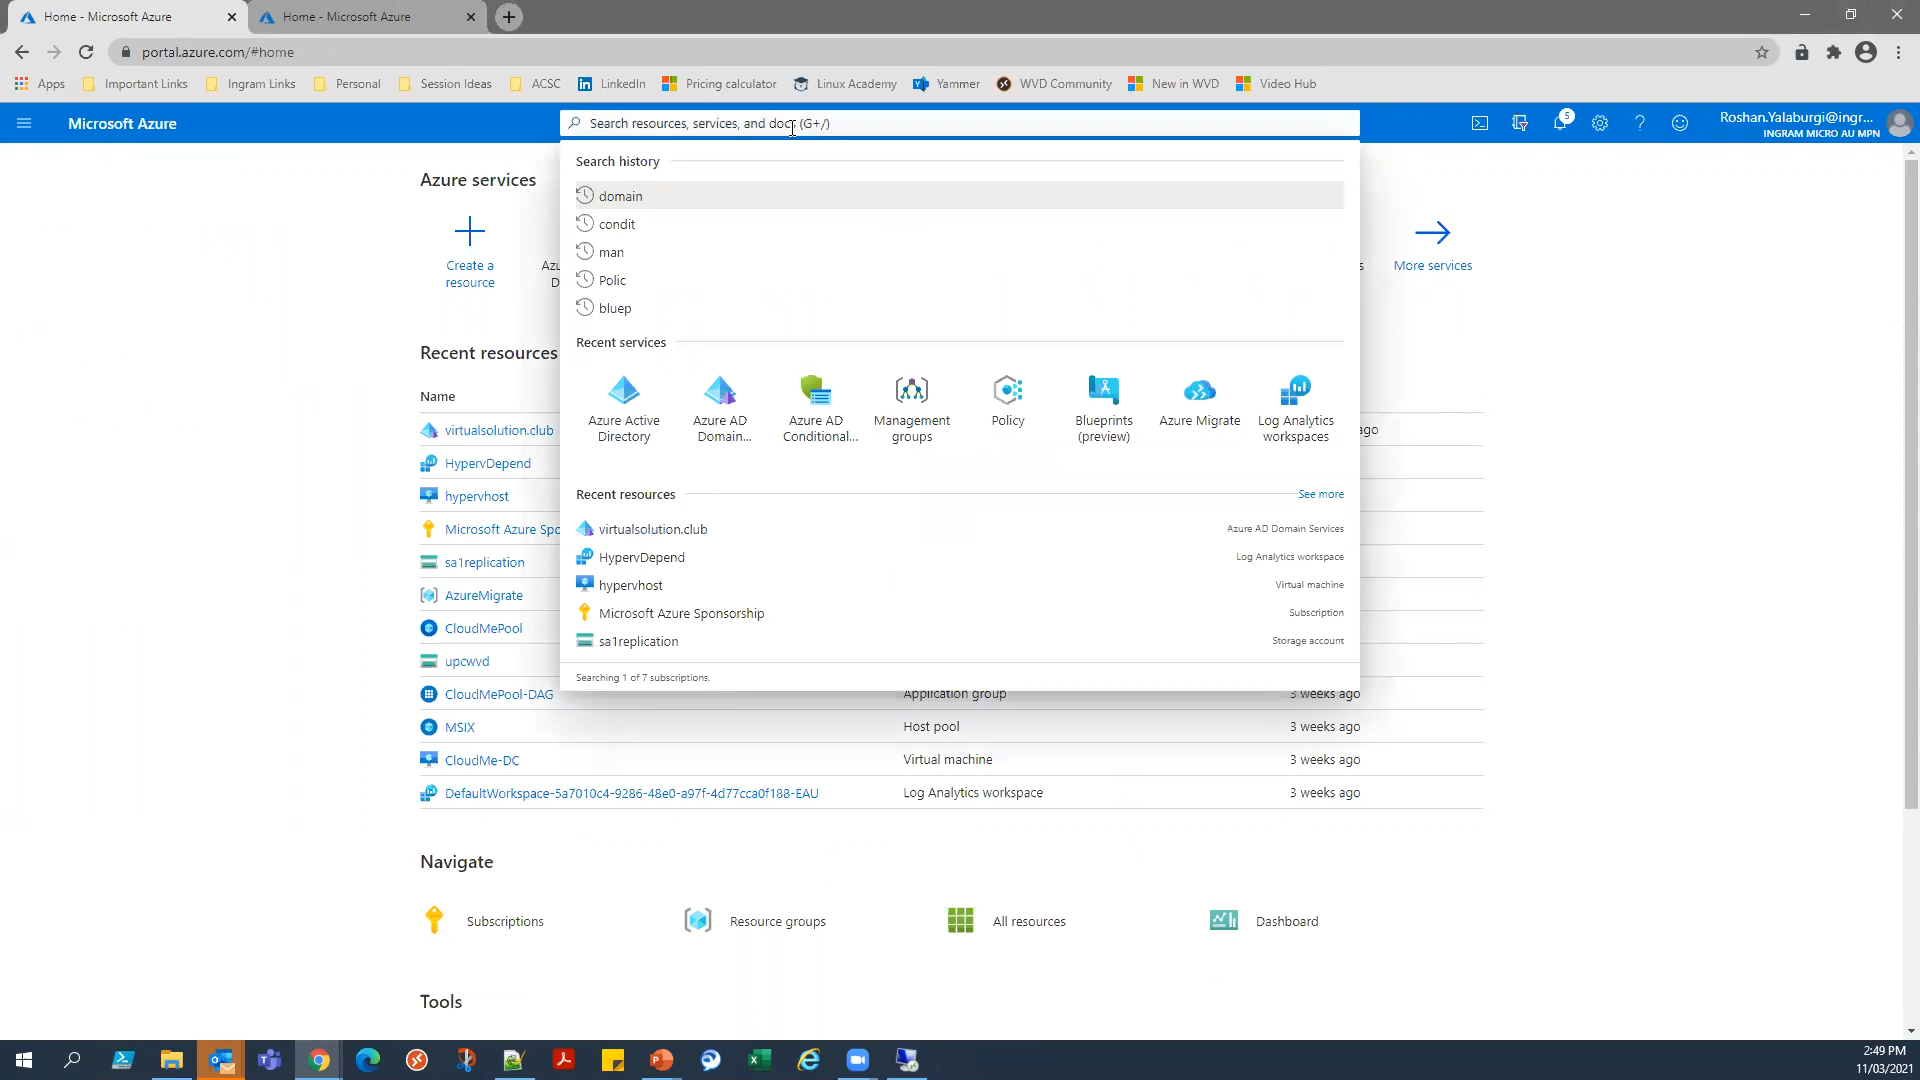 Home - Microsoft Azure
Home - Microsoft Azure
portal.azure.com/#home
Apps
Important Links
Ingram Links
Personal
Session Ideas
ACSC
LinkedIn
Pricing calculator
Linux Academy
Yammer
WVD Community
New in WVD
Video Hub
Microsoft Azure
Search resources, services, and docs (G+/)
5
Roshan.Yalaburgi@ingr...
INGRAM MICRO AU MPN
Azure services
Create a
resource
More services
Search history
domain
condit
man
Polic
bluep
Recent services
Azure Active
Directory
Azure AD
Domain...
Azure AD
Conditional...
Management
groups
Policy
Blueprints
(preview)
Azure Migrate
Log Analytics
workspaces
Recent resources
See more
virtualsolution.club
Azure AD Domain Services
HypervDepend
Log Analytics workspace
hypervhost
Virtual machine
Microsoft Azure Sponsorship
Subscription
sa1replication
Storage account
Searching 1 of 7 subscriptions.
Recent resources
Name
virtualsolution.club
ago
HypervDepend
hypervhost
Microsoft Azure Spo
sa1replication
AzureMigrate
CloudMePool
upcwvd
CloudMePool-DAG
Application group
3 weeks ago
MSIX
Host pool
3 weeks ago
CloudMe-DC
Virtual machine
3 weeks ago
DefaultWorkspace-5a7010c4-9286-48e0-a97f-4d77cca0f188-EAU
Log Analytics workspace
3 weeks ago
Navigate
Subscriptions
Resource groups
All resources
Dashboard
Tools
2:49 PM
11/03/2021